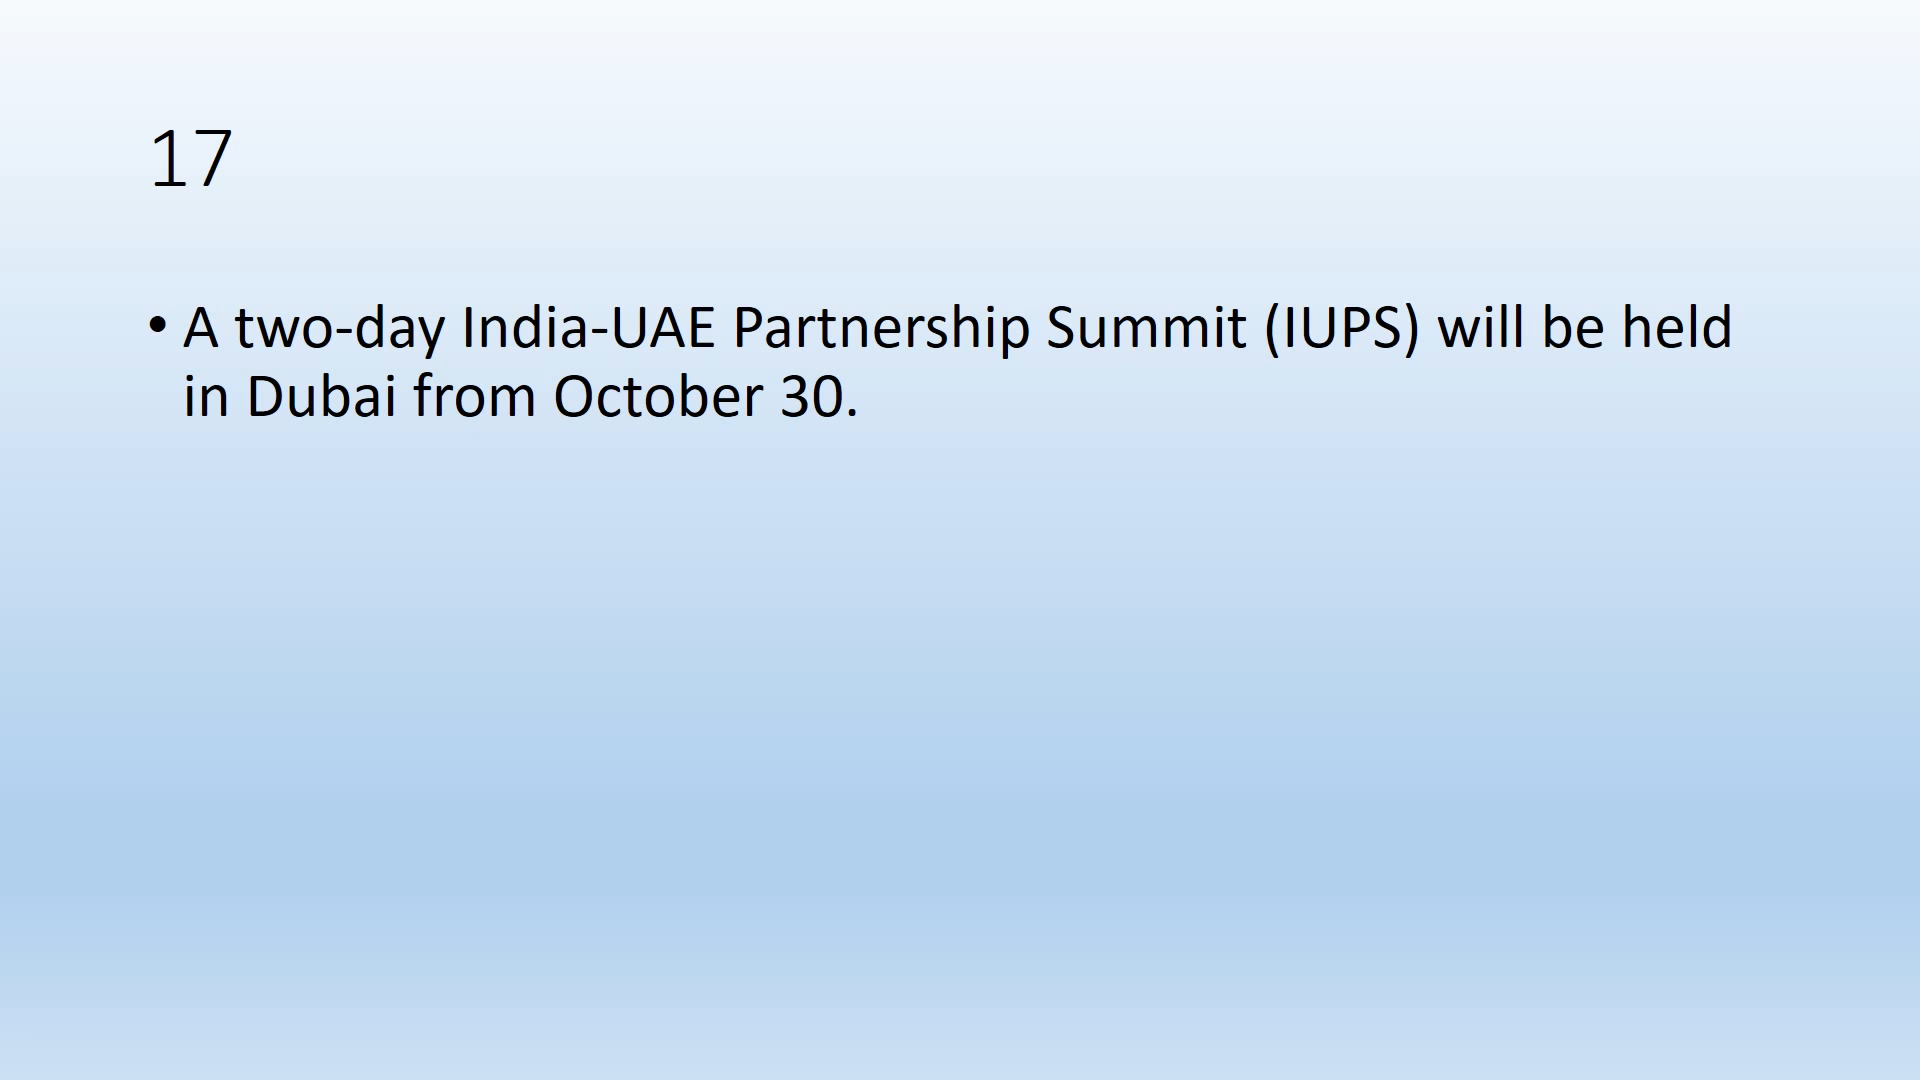 17
• A two-day India-UAE Partnership Summit (IUPS) will be held
in Dubai from October 30.